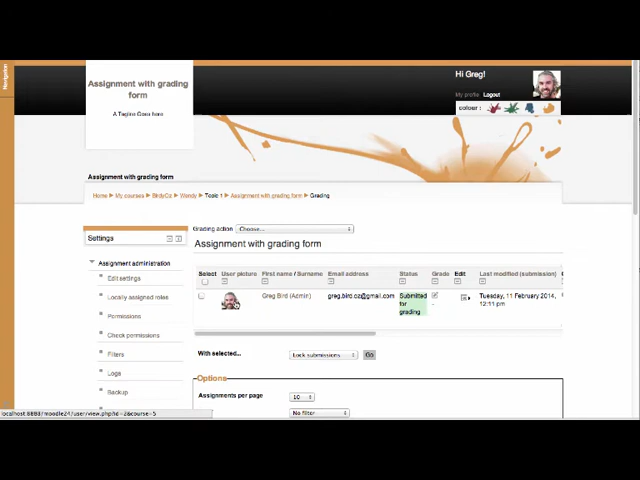 Navigation
Assignment with grading
form
A Tagline Goes here
Hi Greg!
My profile Logout
colour :
Assignment with grading form
Home ► My courses ► BirdyOz ► Wendy ► Topic 1 ► Assignment with grading form ► Grading
Grading action Choose...
Settings
Assignment with grading form
Assignment administration
Edit settings
Locally assigned roles
Permissions
Check permissions
Filters
Logs
Backup
Select User picture First name / Surname Email address Status Grade Edit Last modified (submission)
Greg Bird (Admin) greg.bird.oz@gmail.com Submitted for grading - Tuesday, 11 February 2014, 12:11 pm
With selected... Lock submissions Go
Options
Assignments per page 10
No filter
localhost:8888/moodle24/user/view.php?id=2&course=5